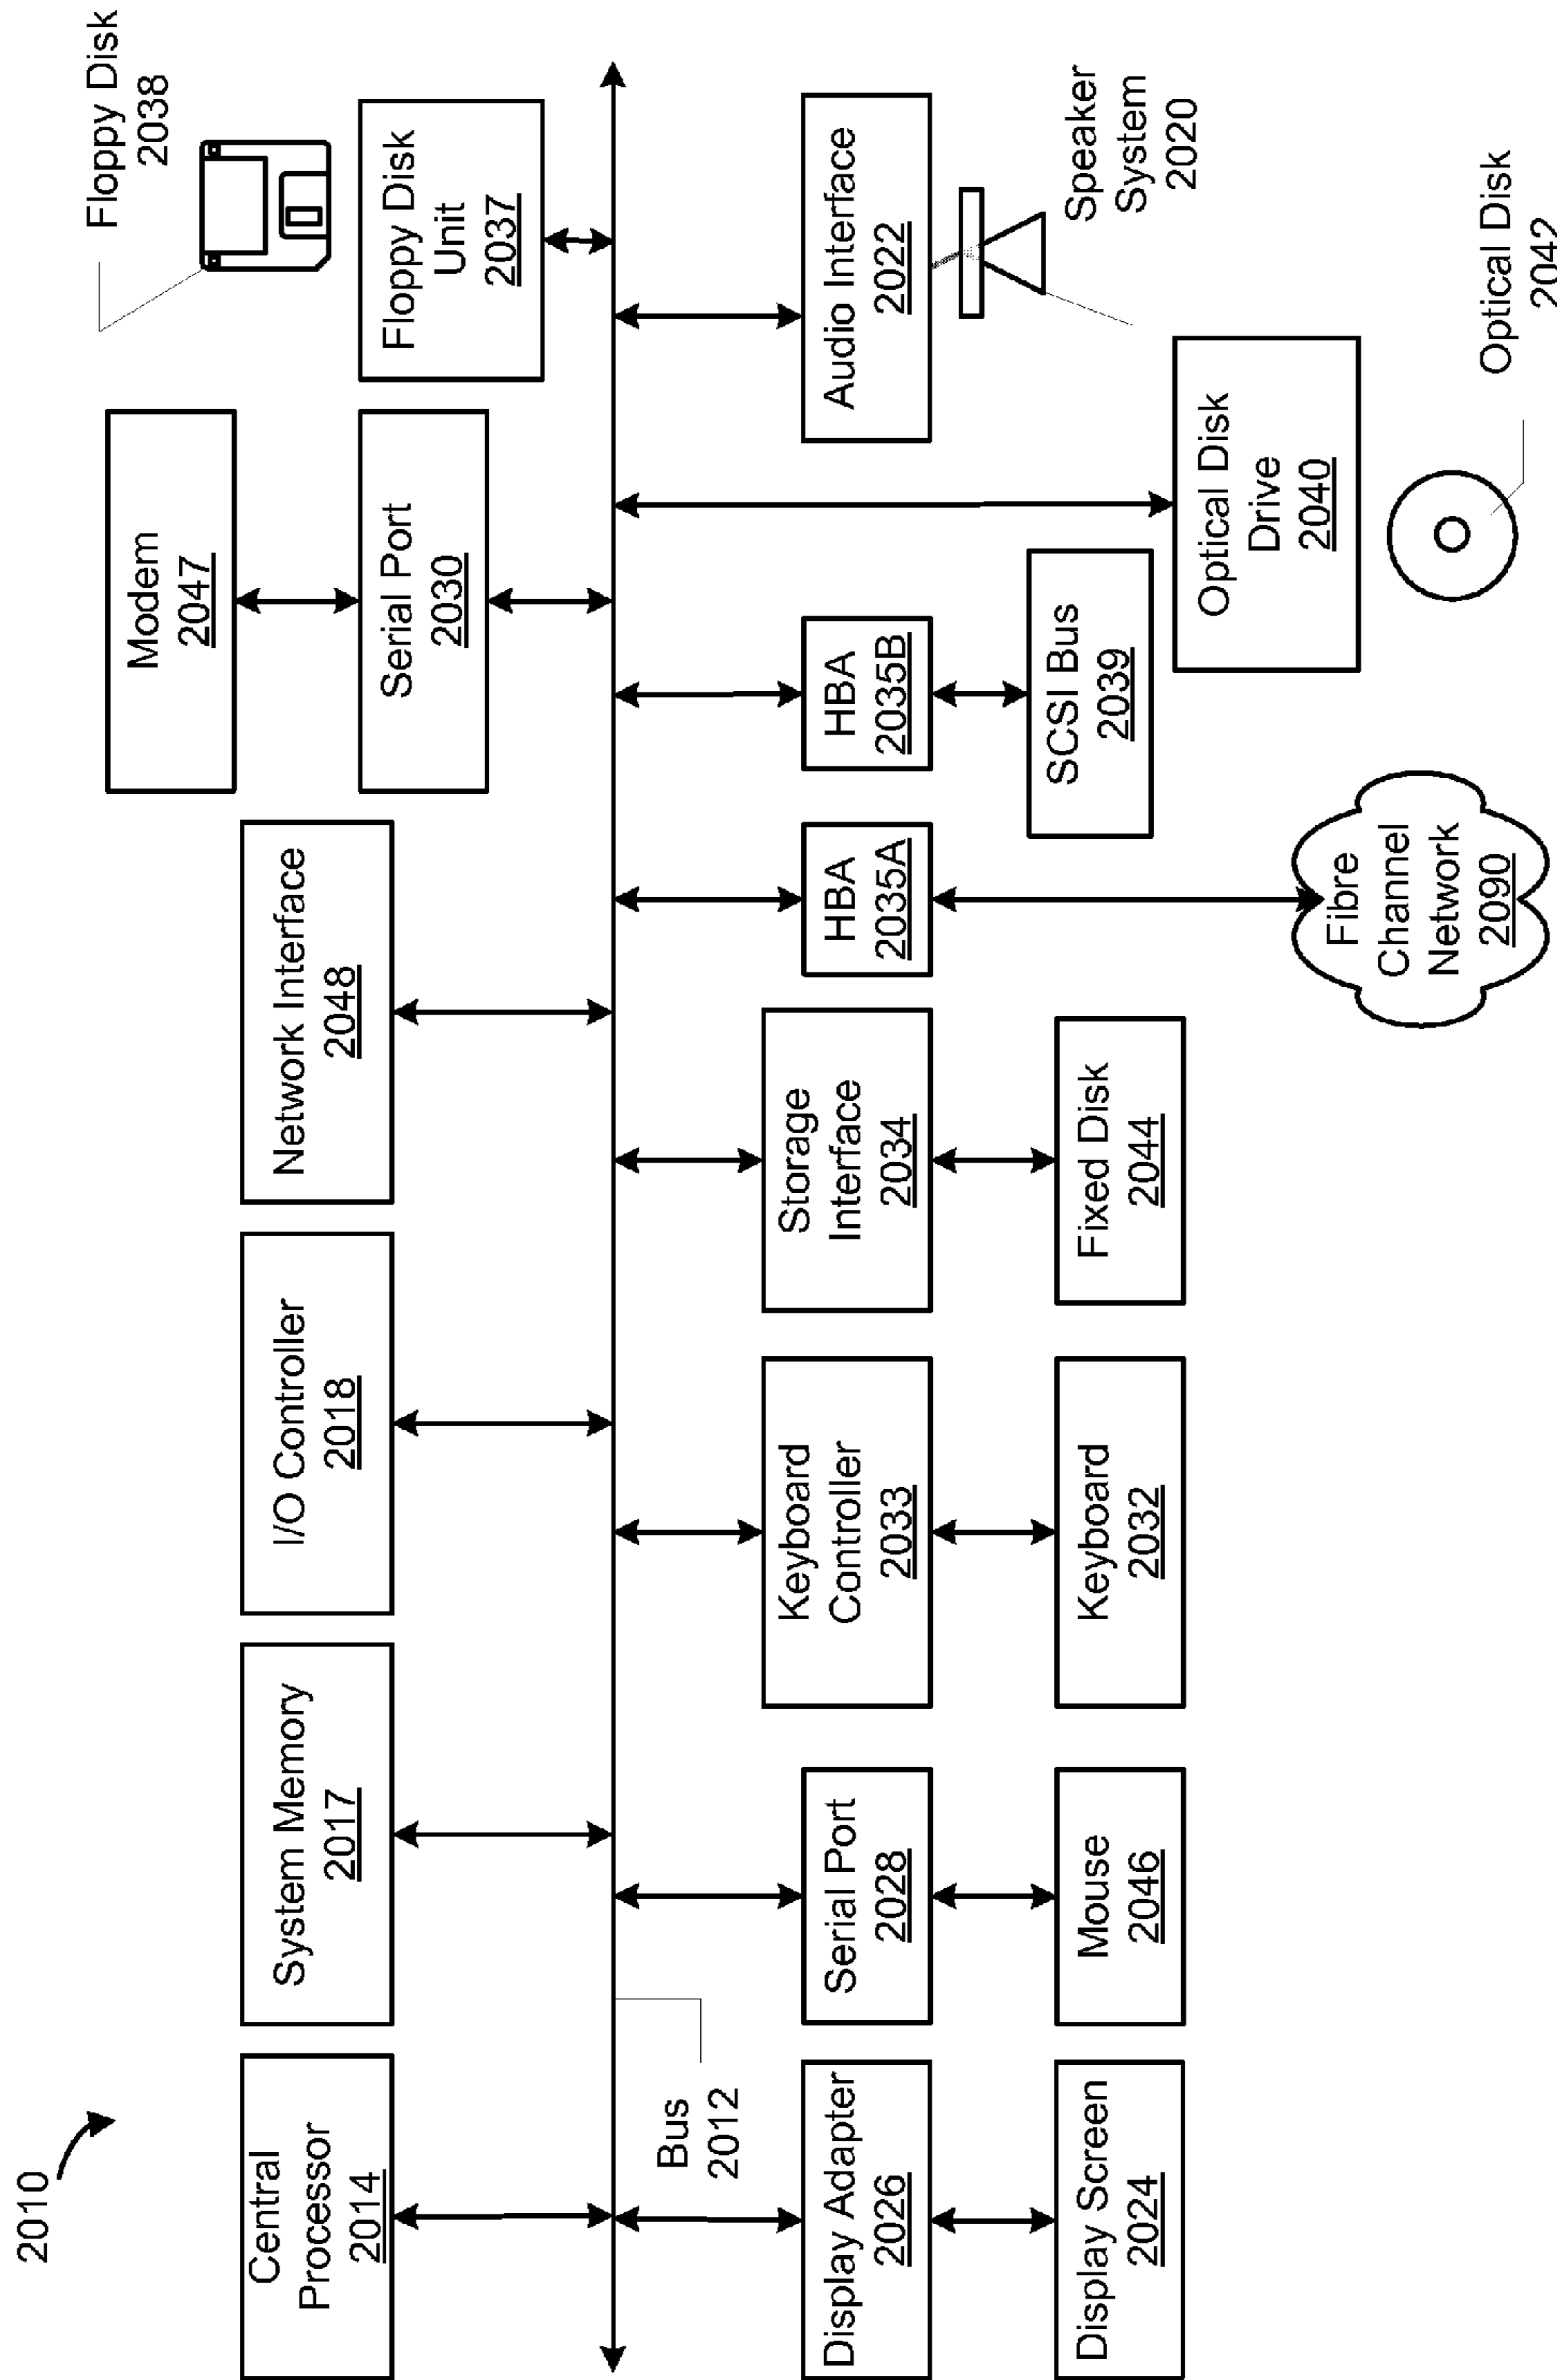 2010
Central
Processor
2014
System Memory
2017
I/O Controller
2018
Network Interface
2048
Modem
2047
Serial Port
2030
Floppy Disk
2038
Floppy Disk
Unit
2037
Bus
2012
Display Adapter
2026
Display Screen
2024
Serial Port
2028
Mouse
2046
Keyboard
Controller
2033
Keyboard
2032
Storage
Interface
2034
Fixed Disk
2044
HBA
2035A
Fibre
Channel
Network
2090
HBA
2035B
SCSI Bus
2039
Audio Interface
2022
Speaker
System
2020
Optical Disk
Drive
2040
Optical Disk
2042